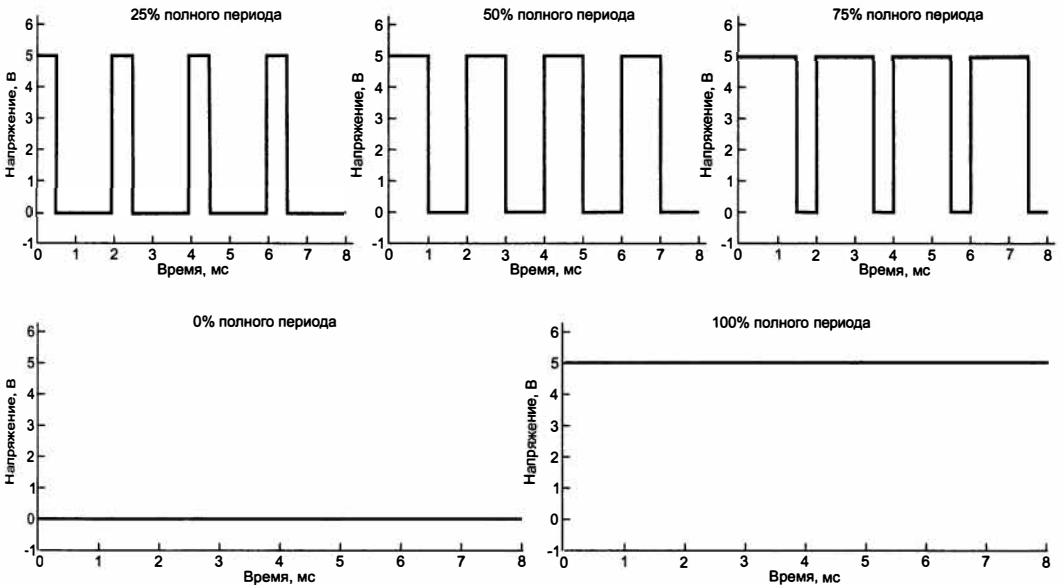 25% полного периода
50% полного периода
75% полного периода
Напряжение, В
6
5
4
3
2
1
0
-1
0 1 2 3 4 5 6 7 8
Время, мс
Напряжение, В
6
5
4
3
2
1
0
-1
0 1 2 3 4 5 6 7 8
Время, мс
Напряжение, В
6
5
4
3
2
1
0
-1
0 1 2 3 4 5 6 7 8
Время, мс
0% полного периода
100% полного периода
Напряжение, В
6
5
4
3
2
1
0
-1
0 1 2 3 4 5 6 7 8
Время, мс
Напряжение, В
6
5
4
3
2
1
0
-1
0 1 2 3 4 5 6 7 8
Время, мс